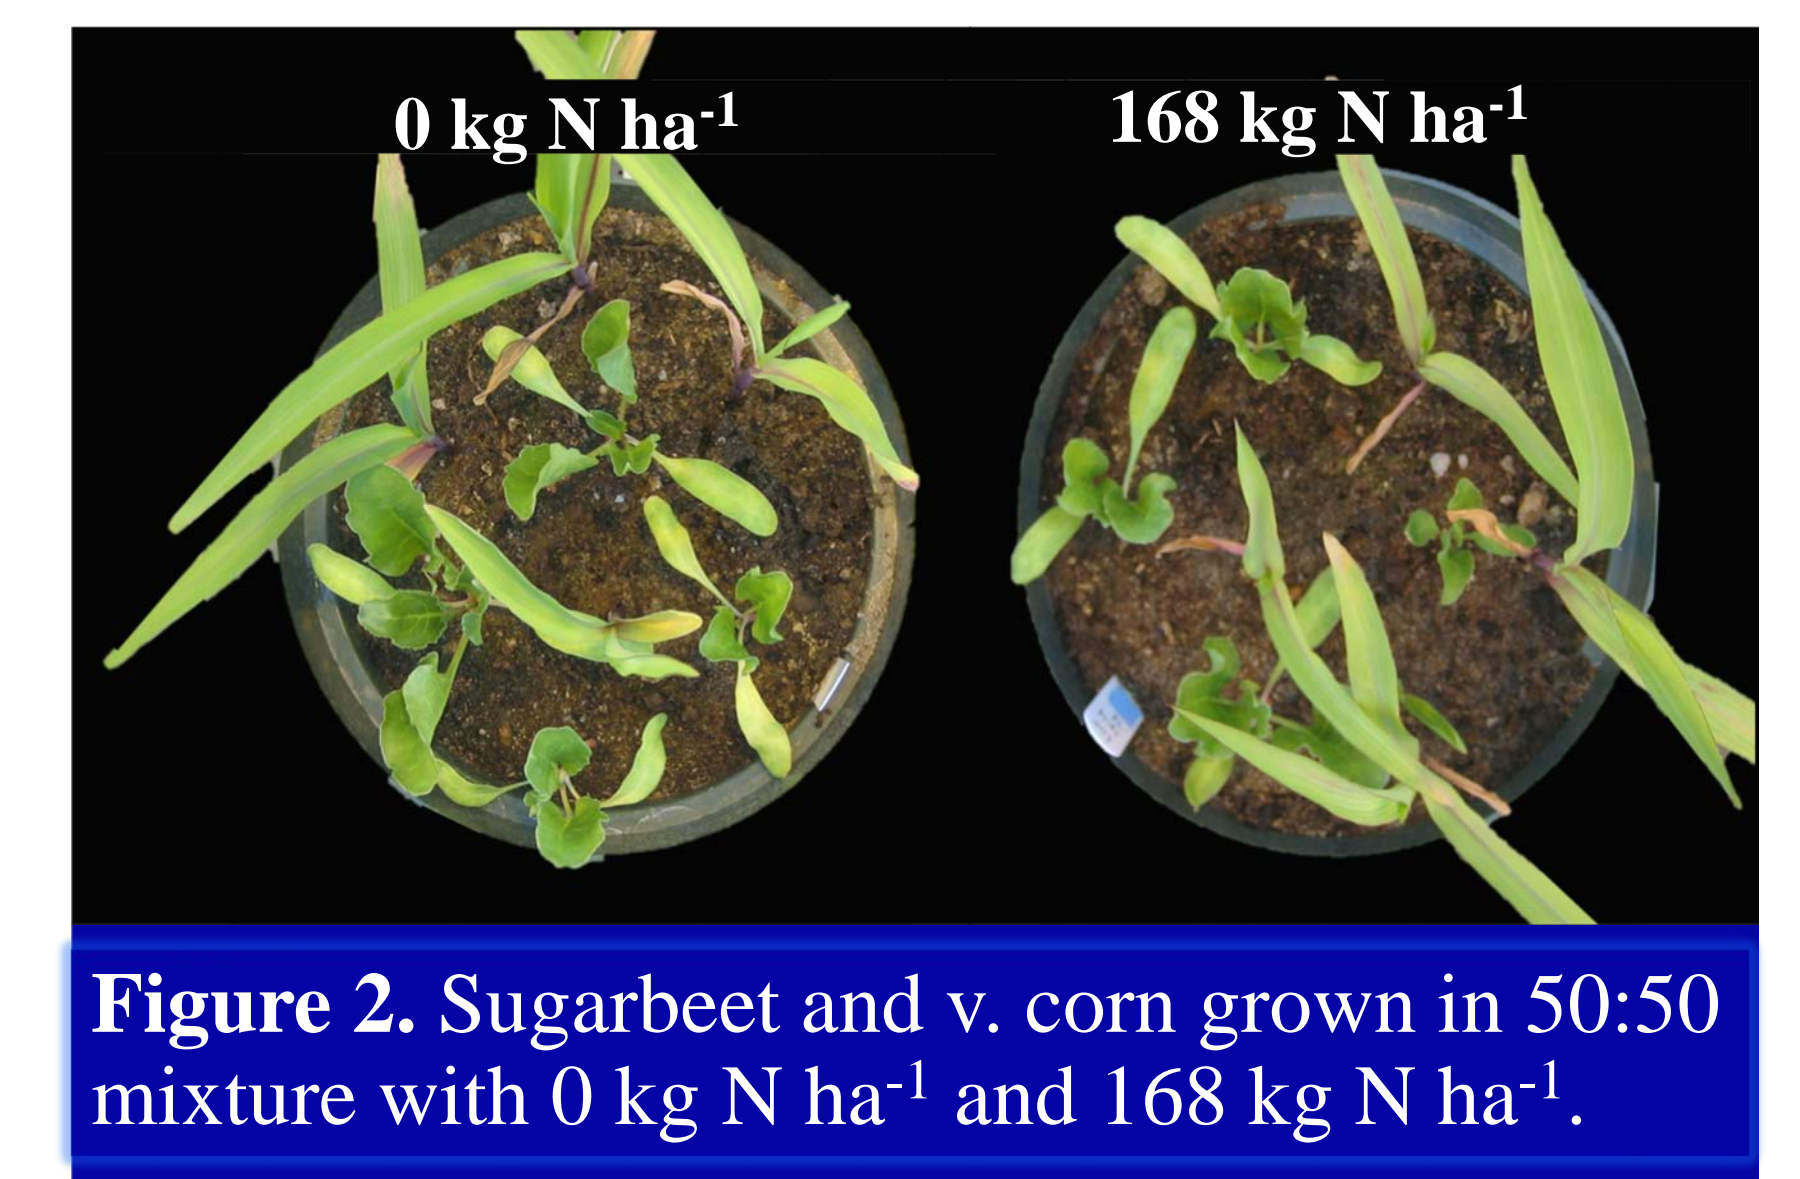 0 kg N ha⁻¹
168 kg N ha⁻¹
Figure 2. Sugarbeet and v. corn grown in 50:50
mixture with 0 kg N ha⁻¹ and 168 kg N ha⁻¹.